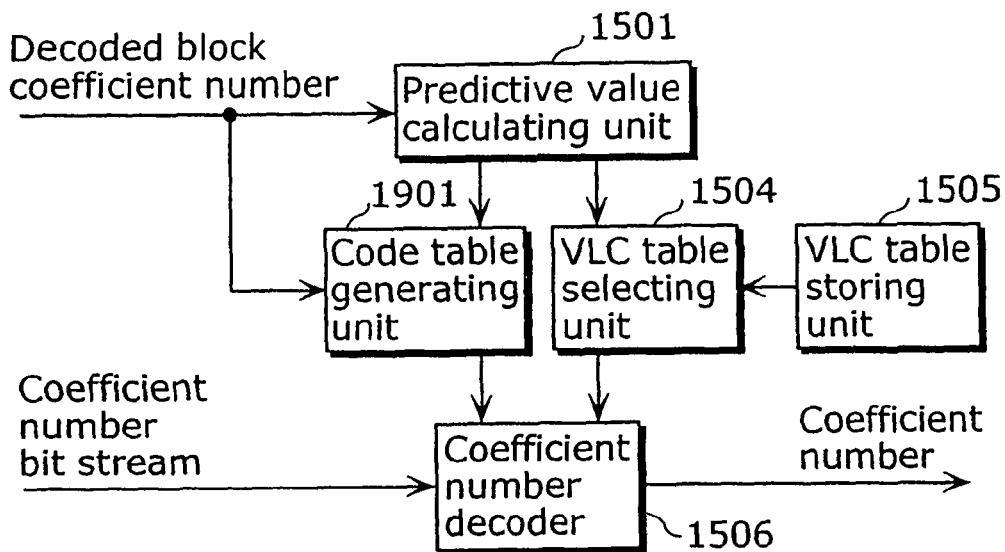 Decoded block
coefficient number
1501
Predictive value
calculating unit
1901
Code table
generating
unit
1504
VLC table
selecting
unit
1505
VLC table
storing
unit
Coefficient
number
bit stream
Coefficient
number
decoder
1506
Coefficient
number